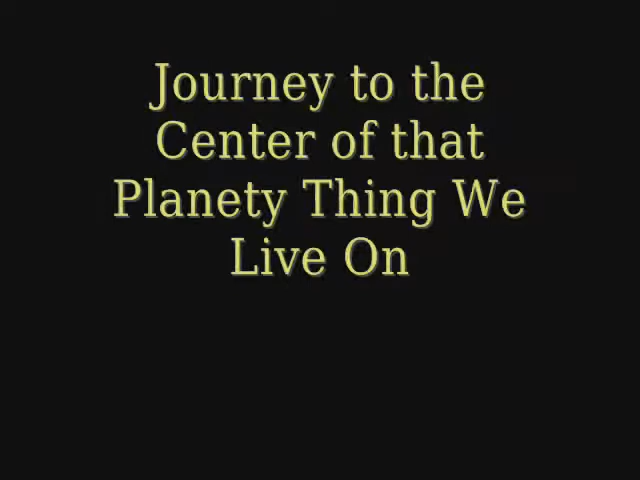 Journey to the
Center of that
Planety Thing We
Live On